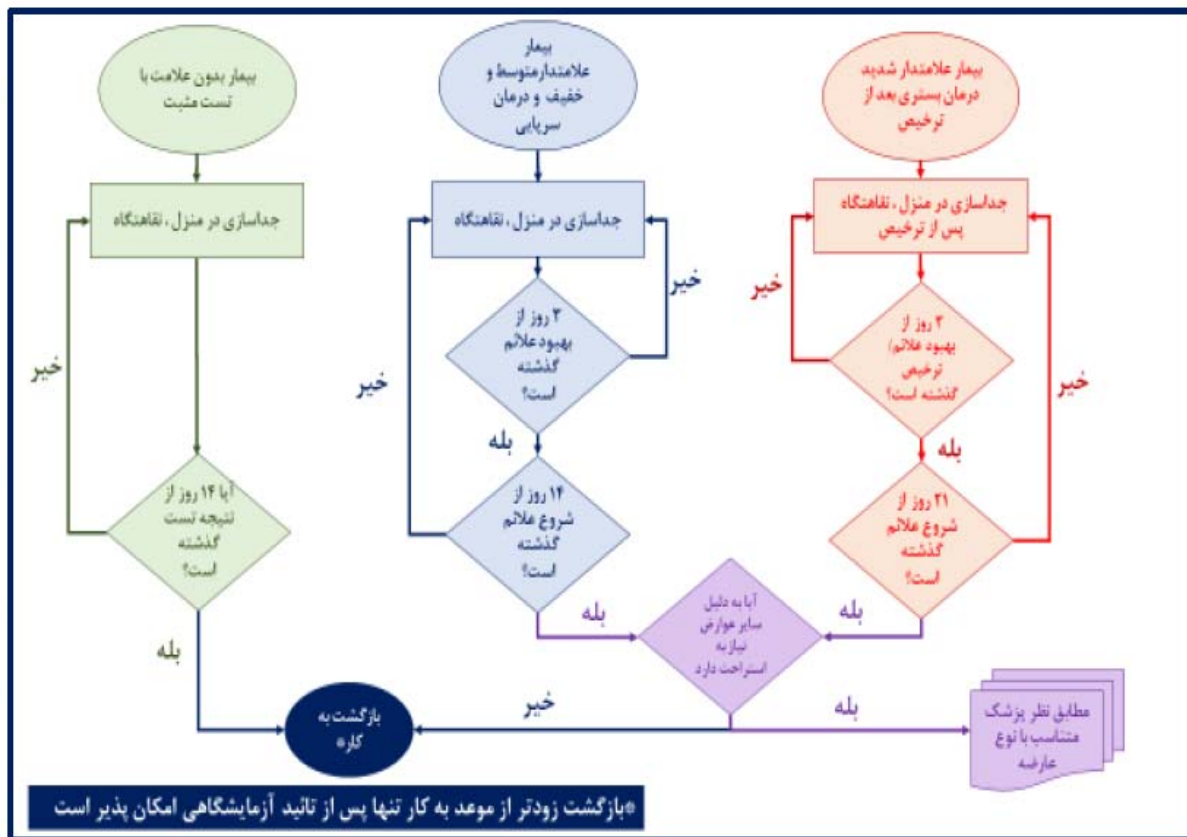 بیمار علامتدار شدید
درمان بستری بعد از
ترخیص
جداسازی در منزل ، نقاهتگاه
پس از ترخیص
خیر
۳ روز از
بهبود علائم/
ترخیص
گذشته است؟
خیر
بله
۲۱ روز از
شروع علائم
گذشته
است؟
بله
بیمار
علامتدارمتوسط و
خفیف و درمان
سرپایی
جداسازی در منزل ، نقاهتگاه
خیر
۳ روز از
بهبود علائم
گذشته
است؟
خیر
بله
۱۴ روز از
شروع علائم
گذشته
است؟
بله
بیمار بدون علامت با
تست مثبت
جداسازی در منزل ، نقاهتگاه
خیر
آیا ۱۴ روز از
نتیجه تست
گذشته
است؟
بله
آیا به دلیل
سایر عوارض
نیاز به
استراحت دارد
بله
مطابق نظر پزشک
متناسب با نوع
عارضه
خیر
بازگشت به
کار*
*بازگشت زودتر از موعد به کار تنها پس از تائید آزمایشگاهی امکان پذیر است